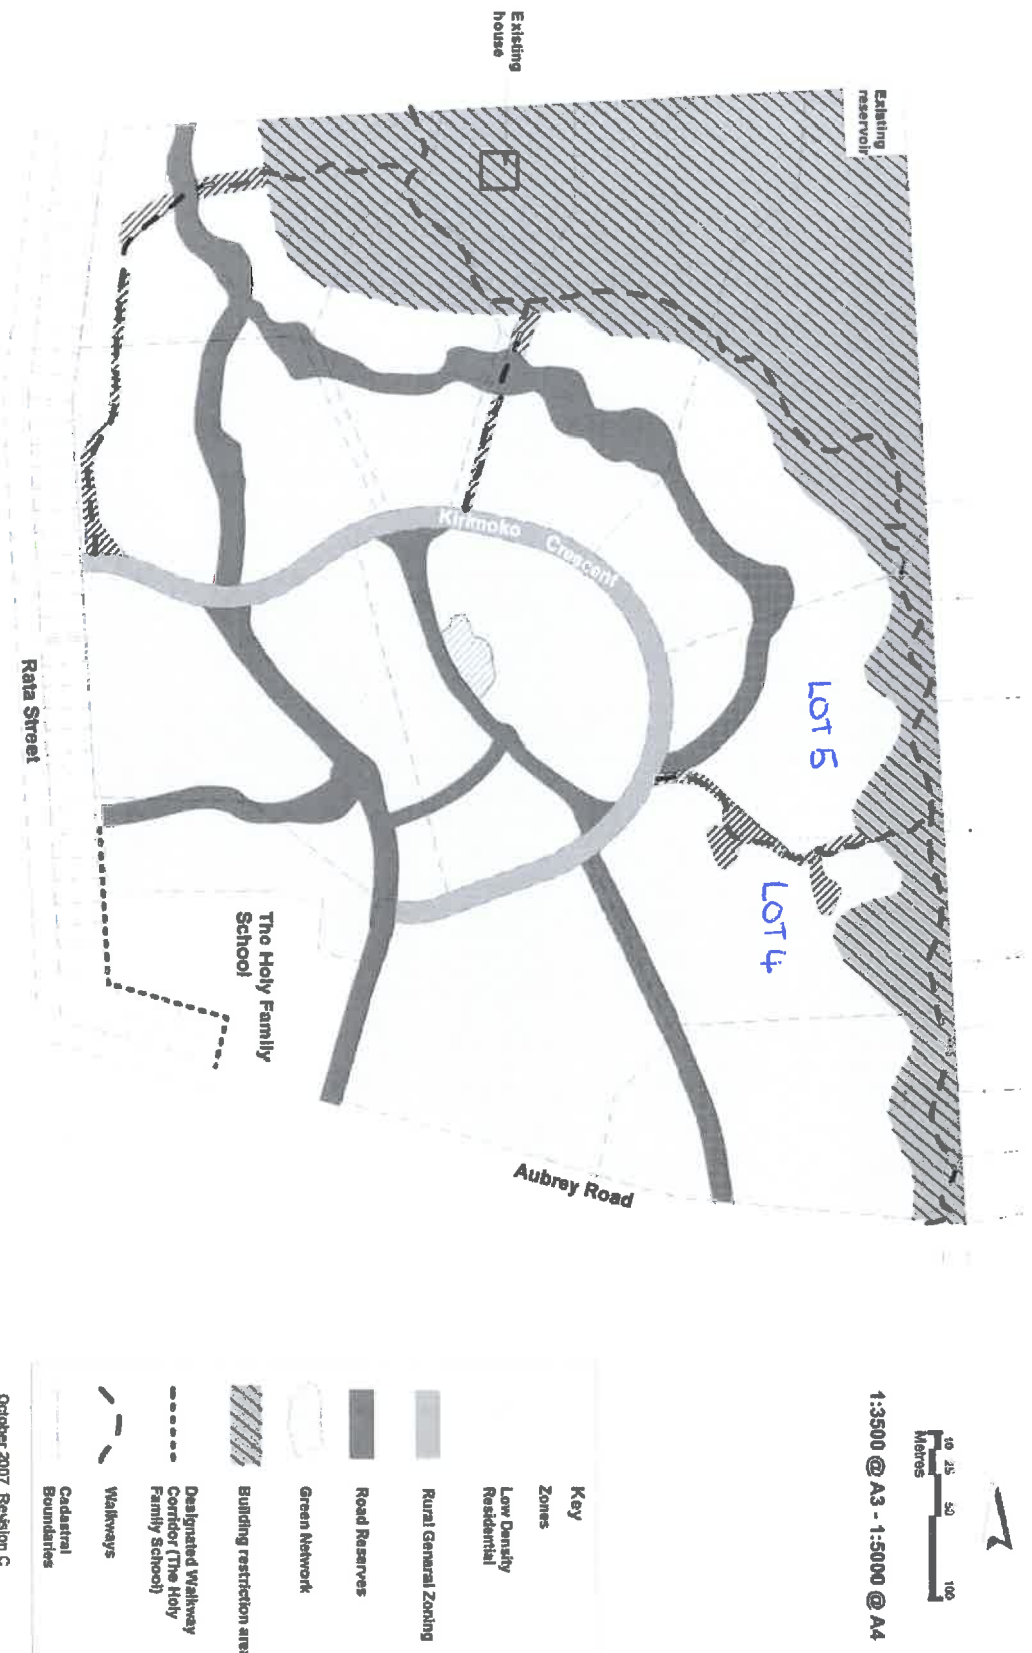 Existing
house
Existing
reservoir
Kirimoko Crescent
LOT 5
LOT 4
Rata Street
The Holy Family
School
Aubrey Road
10 25 50 100
Metres
1:3500 @ A3 - 1:5000 @ A4
Key
Zones
Low Density
Residential
Rural General Zoning
Road Reserves
Green Network
Building restriction area
Designated Walkway
Corridor (The Holy
Family School)
Walkways
Cadastral
Boundaries
October 2007 Revision C